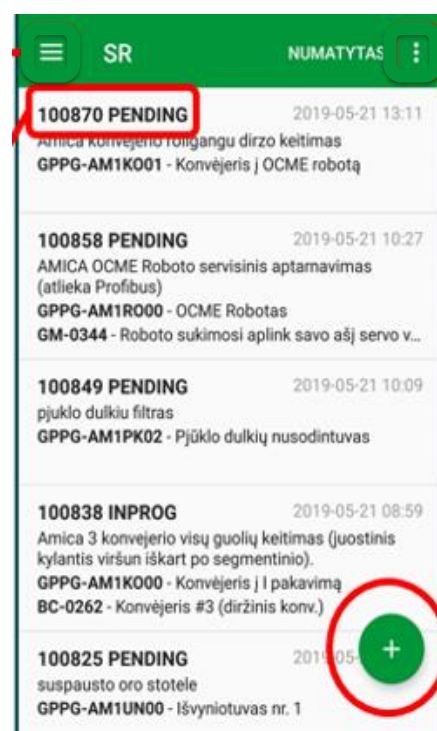 SR NUMATYTAS
100870 PENDING 2019-05-21 13:11
Amica konvejerio roligangu dirzo keitimas
GPPG-AM1KO01 - Konvėjeris į OCME robotą
100858 PENDING 2019-05-21 10:27
AMICA OCME Roboto servisinis aptarnavimas
(atlieka Profibus)
GPPG-AM1RO00 - OCME Robotas
GM-0344 - Roboto sukimosi aplink savo ašį servo v...
100849 PENDING 2019-05-21 10:09
pjuklo dulkiu filtras
GPPG-AM1PK02 - Pjūklo dulkių nusodintuvas
100838 INPROG 2019-05-21 08:59
Amica 3 konvejerio visų guolių keitimas (juostinis
kylantis viršun iškart po segmentinio).
GPPG-AM1KO00 - Konvėjeris į I pakavimą
BC-0262 - Konvėjeris #3 (diržinis konv.)
100825 PENDING 2019-05-
suspausto oro stotele
GPPG-AM1UN00 - Išvyniotuvas nr. 1